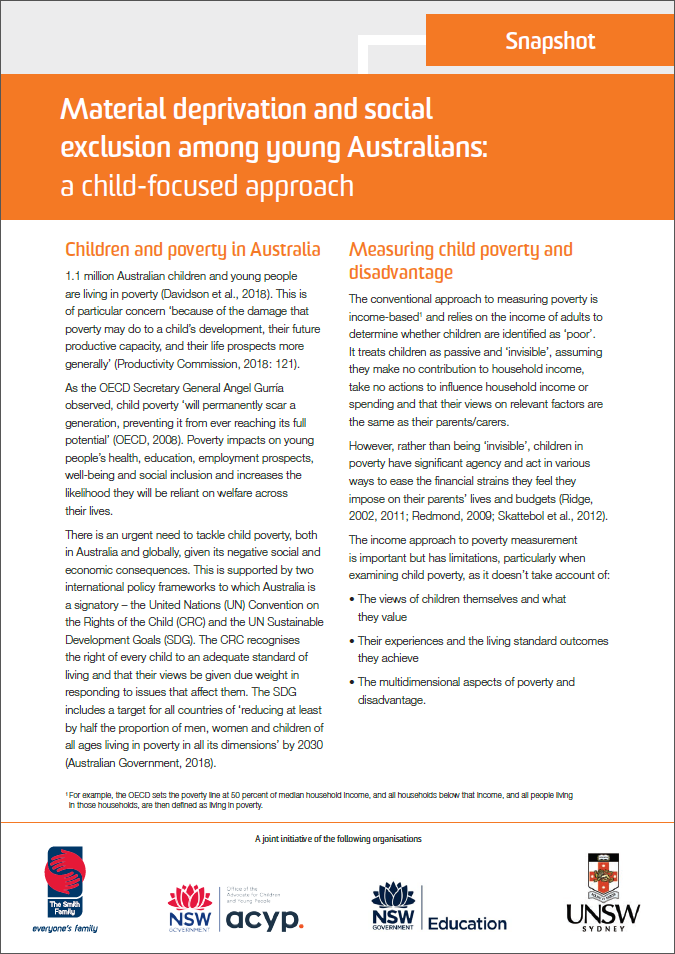 Snapshot
Material deprivation and social
exclusion among young Australians:
a child-focused approach
Children and poverty in Australia
1.1 million Australian children and young people
are living in poverty (Davidson et al., 2018). This is
of particular concern ‘because of the damage that
poverty may do to a child’s development, their future
productive capacity, and their life prospects more
generally’ (Productivity Commission, 2018: 121).
As the OECD Secretary General Angel Gurría
observed, child poverty ‘will permanently scar a
generation, preventing it from ever reaching its full
potential’ (OECD, 2008). Poverty impacts on young
people’s health, education, employment prospects,
well-being and social inclusion and increases the
likelihood they will be reliant on welfare across
their lives.
There is an urgent need to tackle child poverty, both
in Australia and globally, given its negative social and
economic consequences. This is supported by two
international policy frameworks to which Australia is
a signatory – the United Nations (UN) Convention on
the Rights of the Child (CRC) and the UN Sustainable
Development Goals (SDG). The CRC recognises
the right of every child to an adequate standard of
living and that their views be given due weight in
responding to issues that affect them. The SDG
includes a target for all countries of ‘reducing at least
by half the proportion of men, women and children of
all ages living in poverty in all its dimensions’ by 2030
(Australian Government, 2018).
Measuring child poverty and
disadvantage
The conventional approach to measuring poverty is
income-based¹ and relies on the income of adults to
determine whether children are identified as ‘poor’.
It treats children as passive and ‘invisible’, assuming
they make no contribution to household income,
take no actions to influence household income or
spending and that their views on relevant factors are
the same as their parents/carers.
However, rather than being ‘invisible’, children in
poverty have significant agency and act in various
ways to ease the financial strains they feel they
impose on their parents’ lives and budgets (Ridge,
2002, 2011; Redmond, 2009; Skattebol et al., 2012).
The income approach to poverty measurement
is important but has limitations, particularly when
examining child poverty, as it doesn’t take account of:
• The views of children themselves and what
they value
• Their experiences and the living standard outcomes
they achieve
• The multidimensional aspects of poverty and
disadvantage.
¹ For example, the OECD sets the poverty line at 50 percent of median household income, and all households below that income, and all people living
in those households, are then defined as living in poverty.
A joint initiative of the following organisations
The Smith
Family
everyone's family
NSW
GOVERNMENT
Office of the
Advocate for Children
and Young People
acyp.
NSW
GOVERNMENT
Education
UNSW
SYDNEY